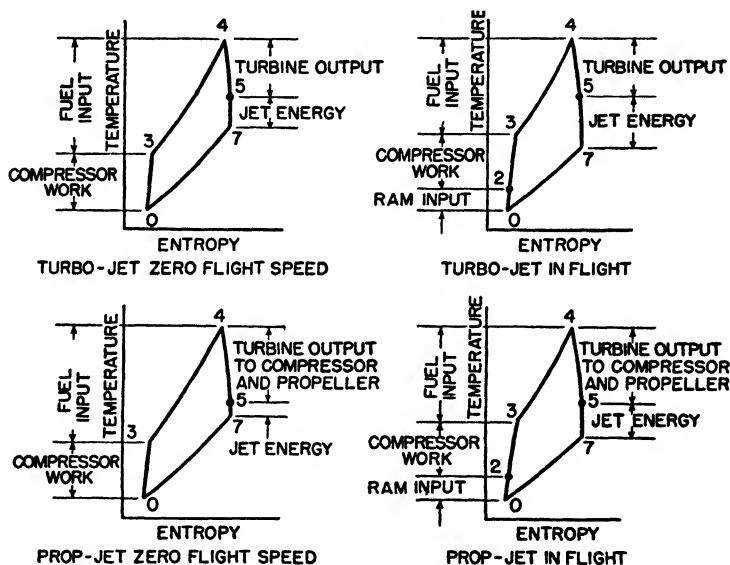 4
TEMPERATURE
FUEL
INPUT
TURBINE OUTPUT
5
JET ENERGY
3
7
COMPRESSOR
WORK
0
ENTROPY
TURBO-JET ZERO FLIGHT SPEED
4
TEMPERATURE
FUEL
INPUT
TURBINE OUTPUT
5
JET ENERGY
3
7
COMPRESSOR
WORK
2
RAM INPUT
0
ENTROPY
TURBO-JET IN FLIGHT
4
TEMPERATURE
FUEL
INPUT
TURBINE OUTPUT
TO COMPRESSOR
AND PROPELLER
5
7
JET ENERGY
3
COMPRESSOR
WORK
0
ENTROPY
PROP-JET ZERO FLIGHT SPEED
4
TEMPERATURE
FUEL
INPUT
TURBINE OUTPUT
TO COMPRESSOR
AND PROPELLER
5
JET ENERGY
3
7
COMPRESSOR
WORK
2
RAM INPUT
0
ENTROPY
PROP-JET IN FLIGHT